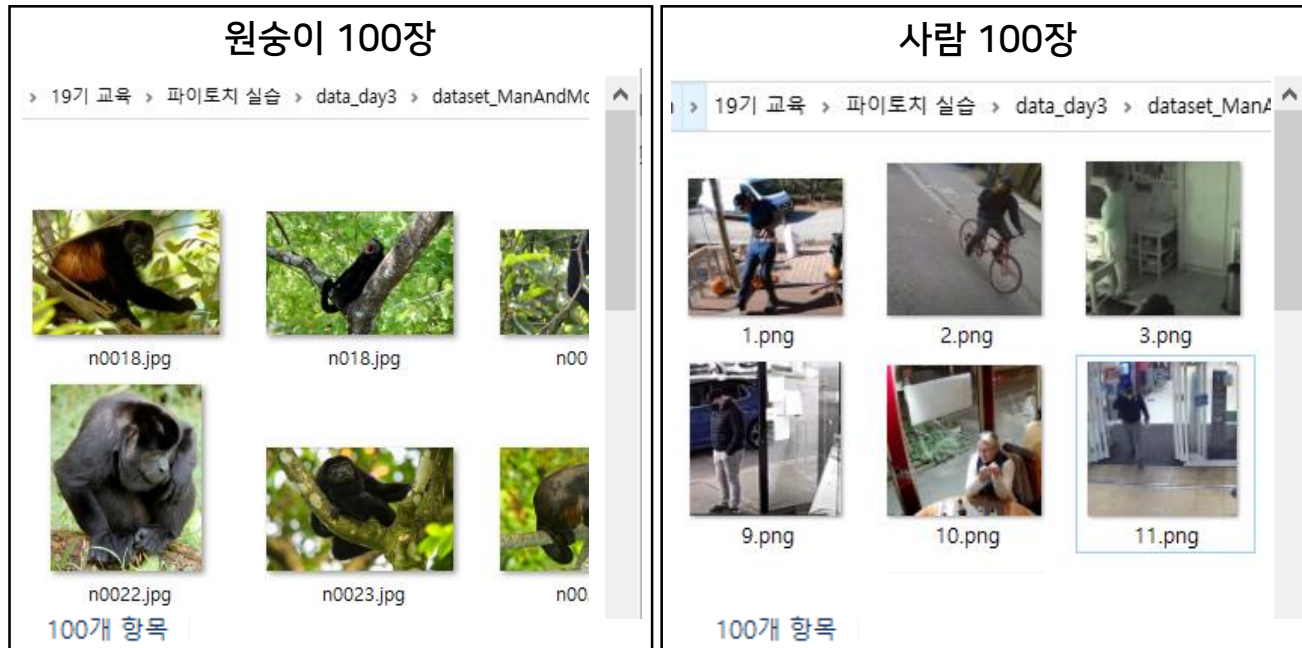 원숭이 100장
› 19기 교육 › 파이토치 실습 › data_day3 › dataset_ManAndMo
n0018.jpg
n018.jpg
n00
n0022.jpg
n0023.jpg
n00
100개 항목
사람 100장
› 19기 교육 › 파이토치 실습 › data_day3 › dataset_ManA
1.png
2.png
3.png
9.png
10.png
11.png
100개 항목